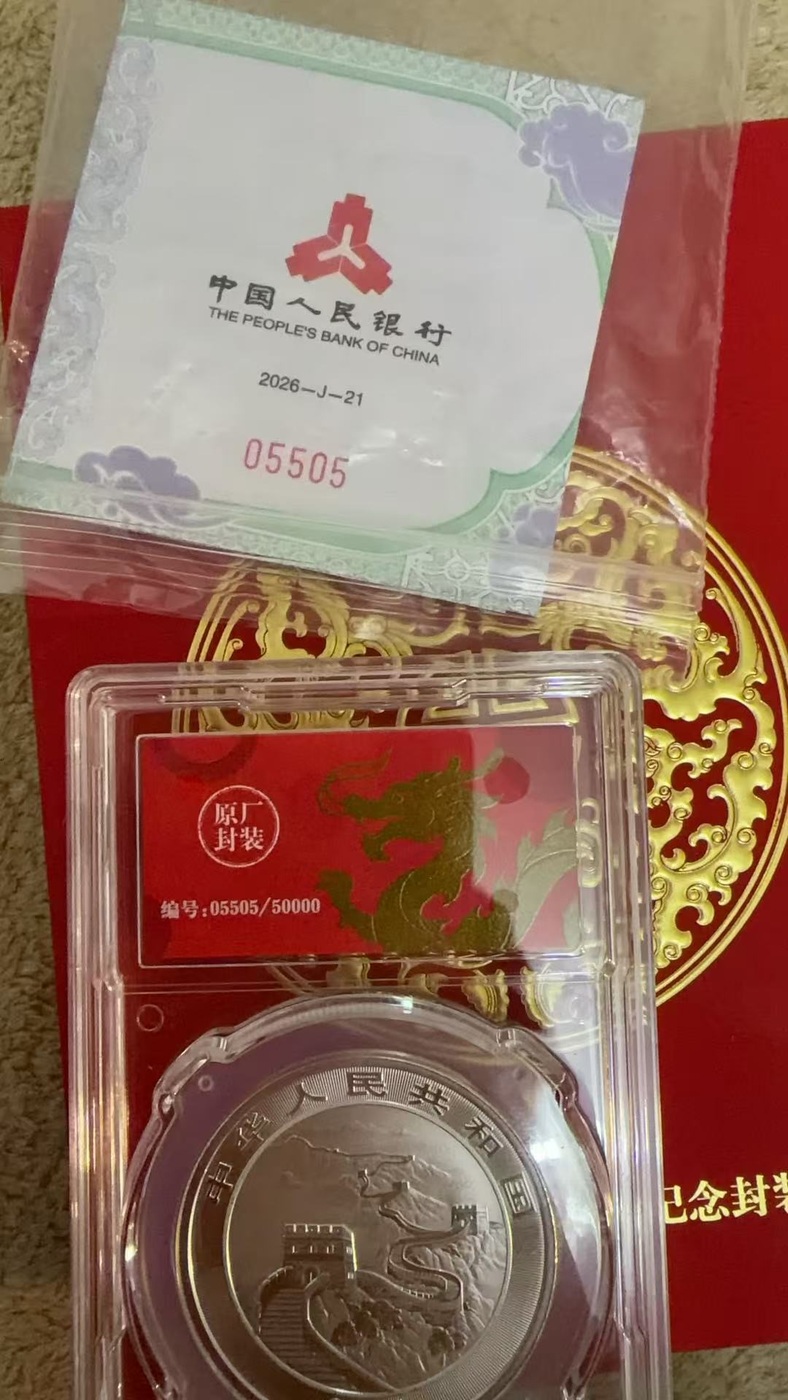 中国人民银行
THE PEOPLE'S BANK OF CHINA
2026—J—21
05505
原厂
封装
编号:05505/50000
中华人民共和国
纪念封装